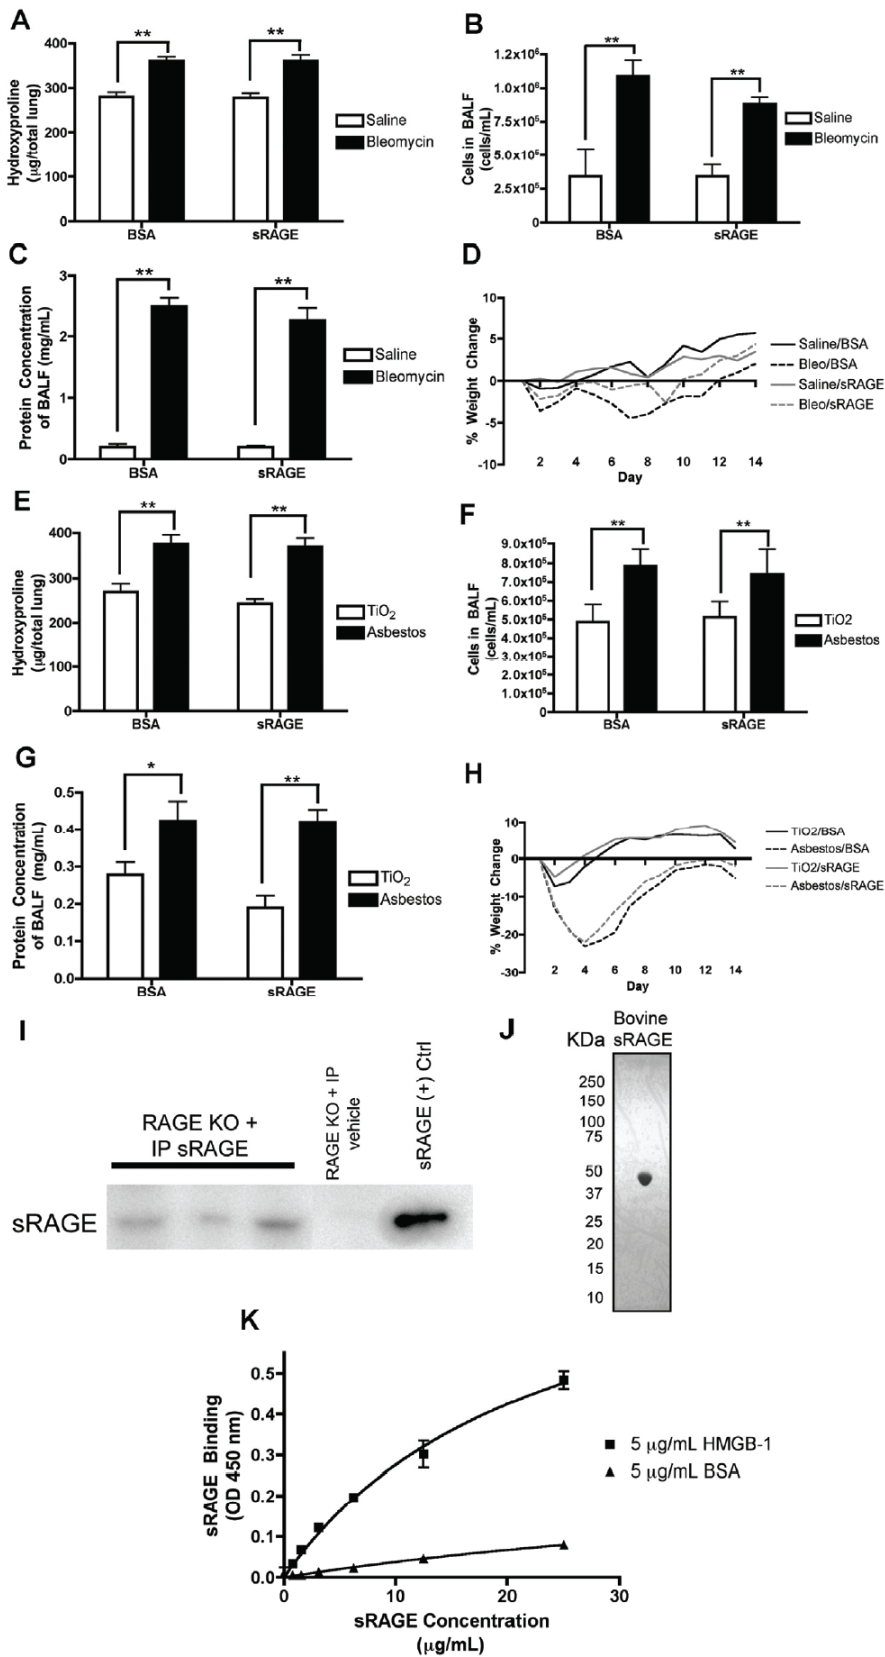 A
**
**
400
300
200
100
0
Hydroxyproline
(μg/total lung)
BSA
sRAGE
Saline
Bleomycin
B
**
**
1.2x10⁶
1.0x10⁶
7.5x10⁵
5.0x10⁵
2.5x10⁵
0
Cells in BALF
(cells/mL)
BSA
sRAGE
Saline
Bleomycin
C
**
**
3
2
1
0
Protein Concentration
of BALF (mg/mL)
BSA
sRAGE
Saline
Bleomycin
D
10
5
0
-5
-10
% Weight Change
2 4 6 8 10 12 14
Day
Saline/BSA
Bleo/BSA
Saline/sRAGE
Bleo/sRAGE
E
**
**
400
300
200
100
0
Hydroxyproline
(μg/total lung)
BSA
sRAGE
TiO₂
Asbestos
F
**
**
9.0x10⁵
8.0x10⁵
7.0x10⁵
6.0x10⁵
5.0x10⁵
4.0x10⁵
3.0x10⁵
2.0x10⁵
1.0x10⁵
0
Cells in BALF
(cells/mL)
BSA
sRAGE
TiO2
Asbestos
G
*
**
0.5
0.4
0.3
0.2
0.1
0.0
Protein Concentration
of BALF (mg/mL)
BSA
sRAGE
TiO₂
Asbestos
H
10
0
-10
-20
-30
% Weight Change
2 4 6 8 10 12 14
Day
TiO2/BSA
Asbestos/BSA
TiO2/sRAGE
Asbestos/sRAGE
I
RAGE KO +
IP sRAGE
RAGE KO + IP
vehicle
sRAGE (+) Ctrl
sRAGE
J
Bovine
KDa sRAGE
250
150
100
75
50
37
25
20
15
10
K
0.5
0.4
0.3
0.2
0.1
0.0
sRAGE Binding
(OD 450 nm)
0 10 20 30
sRAGE Concentration
(μg/mL)
5 μg/mL HMGB-1
5 μg/mL BSA